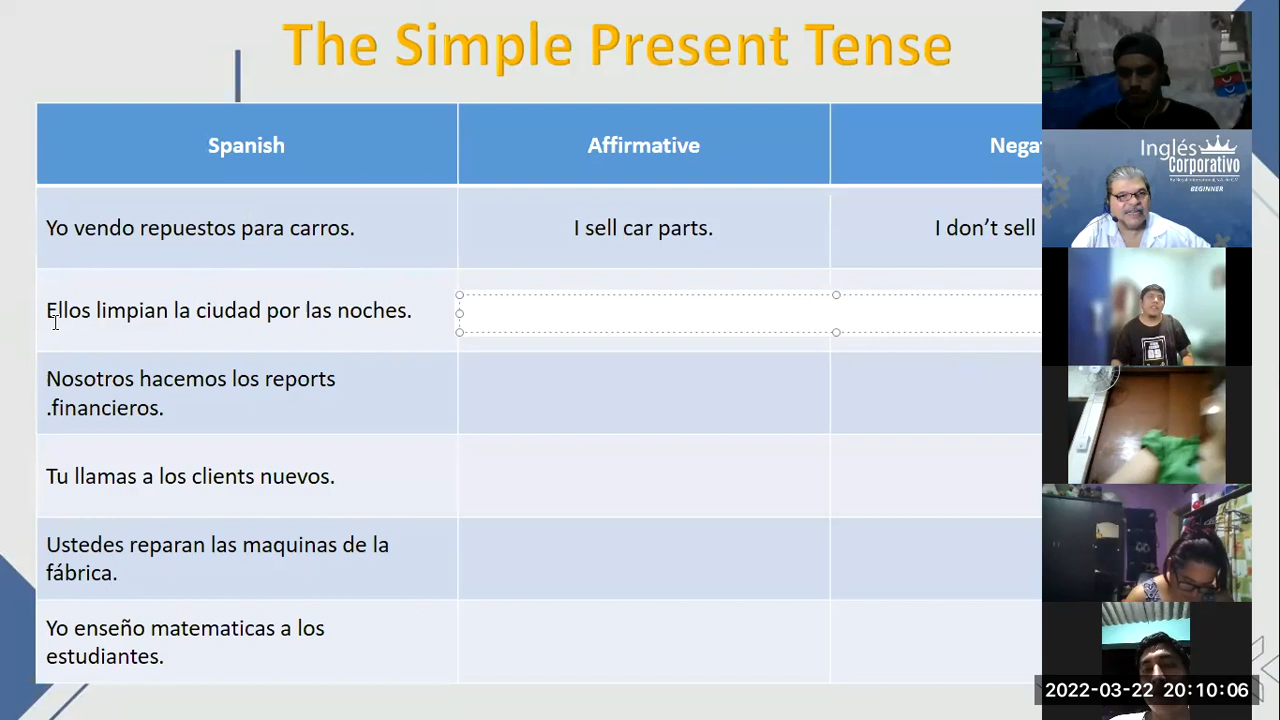 The Simple Present Tense
Spanish
Affirmative
Nega
Yo vendo repuestos para carros.
I sell car parts.
I don’t sell
Ellos limpian la ciudad por las noches.
Nosotros hacemos los reports
.financieros.
Tu llamas a los clients nuevos.
Ustedes reparan las maquinas de la
fábrica.
Yo enseño matematicas a los
estudiantes.
Inglés
Corporativo
BEGINNER
2022-03-22 20:10:06